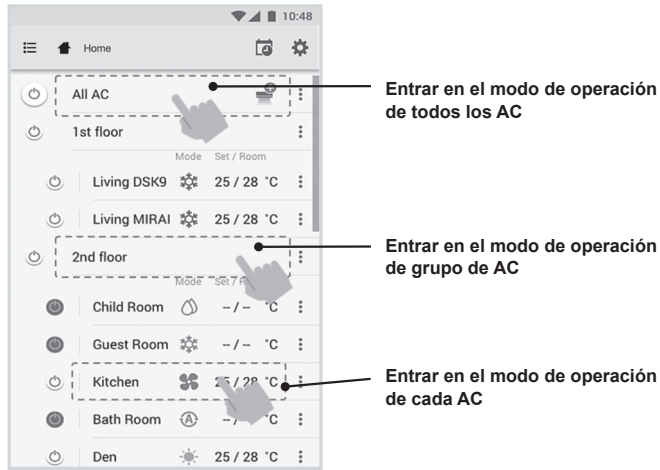 10:48
Home
All AC
Entrar en el modo de operación
de todos los AC
1st floor
Mode Set / Room
Living DSK9 25 / 28 °C
Living MIRAI 25 / 28 °C
2nd floor
Entrar en el modo de operación
de grupo de AC
Mode Set /
Child Room -- / -- °C
Guest Room -- / -- °C
Kitchen 25 / 28 °C
Entrar en el modo de operación
de cada AC
Bath Room A / -- °C
Den 25 / 28 °C